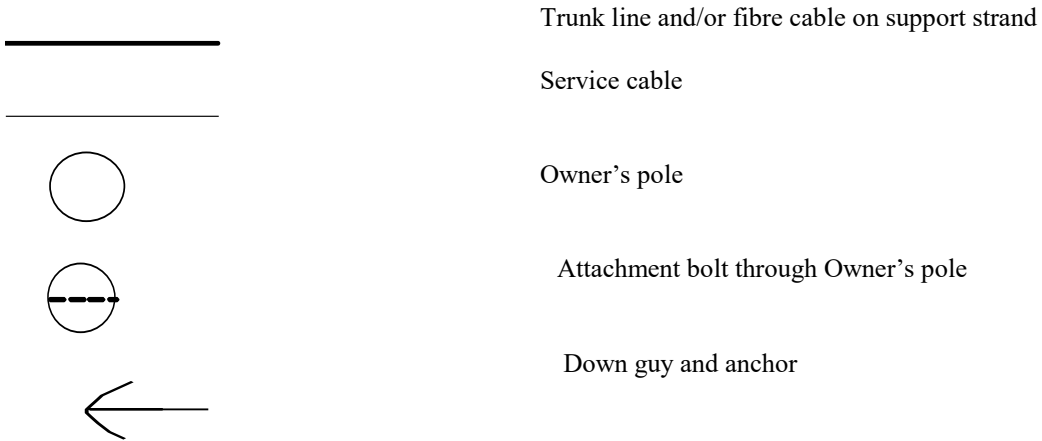 Trunk line and/or fibre cable on support strand
Service cable
Owner’s pole
Attachment bolt through Owner’s pole
Down guy and anchor